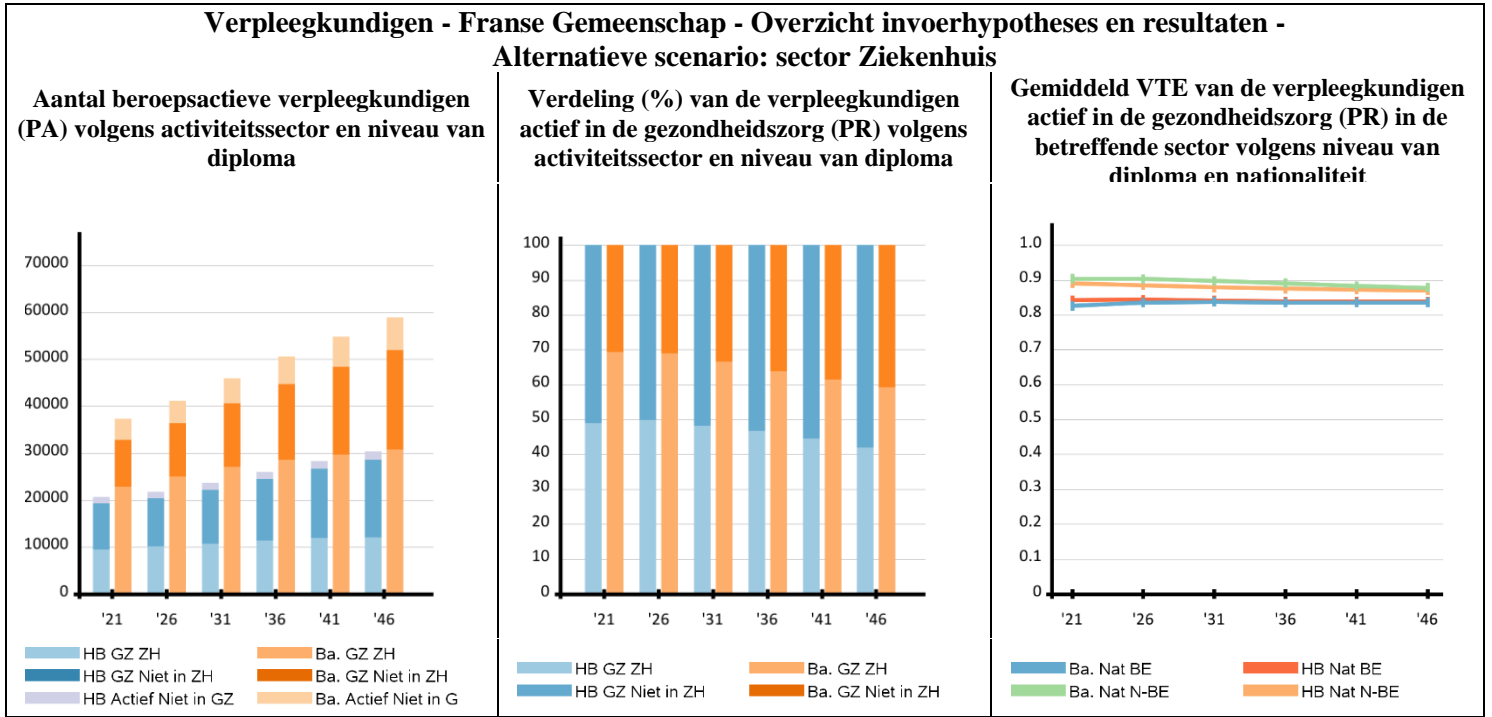 Verpleegkundigen - Franse Gemeenschap - Overzicht invoerhypotheses en resultaten -
Alternatieve scenario: sector Ziekenhuis
Aantal beroepsactieve verpleegkundigen
(PA) volgens activiteitssector en niveau van
diploma
70000
60000
50000
40000
30000
20000
10000
0
'21 '26 '31 '36 '41 '46
HB GZ ZH Ba. GZ ZH
HB GZ Niet in ZH Ba. GZ Niet in ZH
HB Actief Niet in GZ Ba. Actief Niet in G
Verdeling (%) van de verpleegkundigen
actief in de gezondheidszorg (PR) volgens
activiteitssector en niveau van diploma
100
90
80
70
60
50
40
30
20
10
0
'21 '26 '31 '36 '41 '46
HB GZ ZH Ba. GZ ZH
HB GZ Niet in ZH Ba. GZ Niet in ZH
Gemiddeld VTE van de verpleegkundigen
actief in de gezondheidszorg (PR) in de
betreffende sector volgens niveau van
diploma en nationaliteit
1.0
0.9
0.8
0.7
0.6
0.5
0.4
0.3
0.2
0.1
0
'21 '26 '31 '36 '41 '46
Ba. Nat BE HB Nat BE
Ba. Nat N-BE HB Nat N-BE